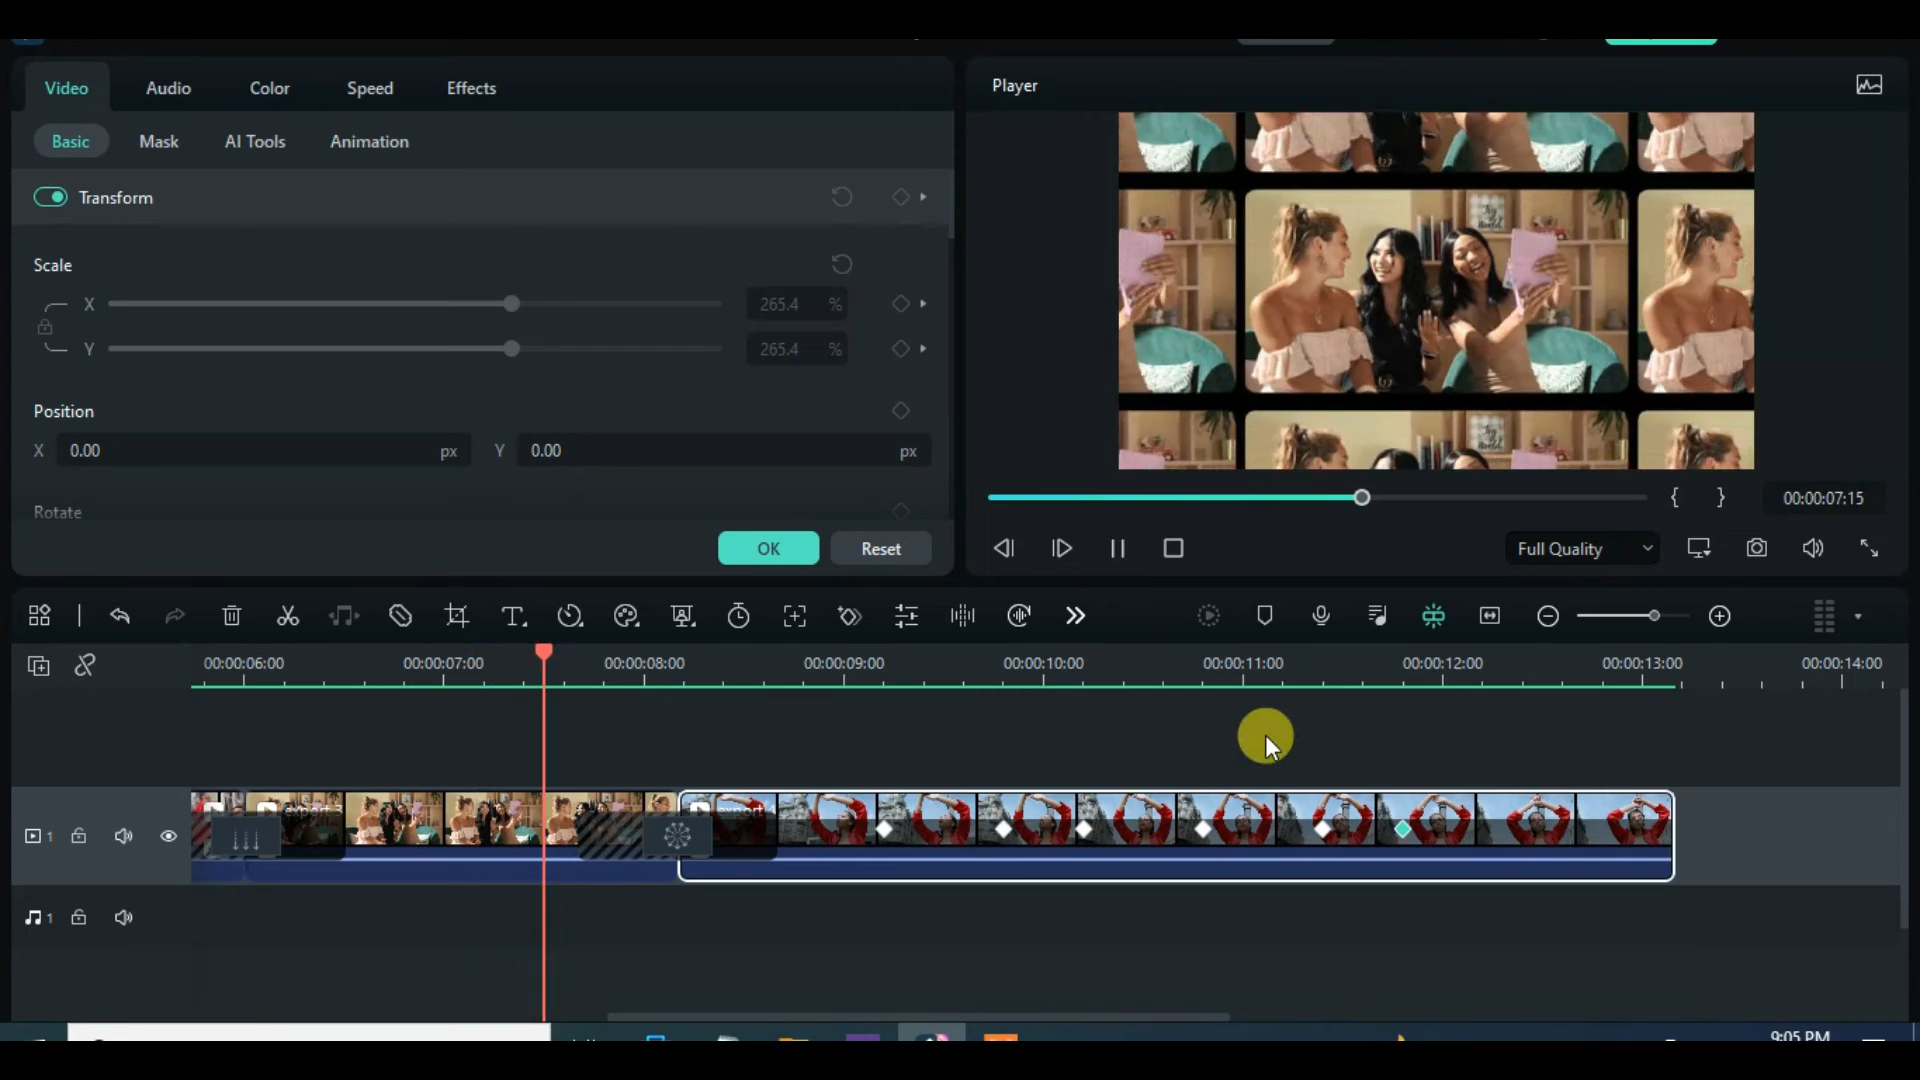 Video Audio Color Speed Effects
Basic Mask AI Tools Animation
Transform
Scale
X 265.4 %
Y 265.4 %
Position
X 0.00 px Y 0.00 px
Rotate
OK Reset
Player
00:00:07:15
Full Quality
00:00:06:00 00:00:07:00 00:00:08:00 00:00:09:00 00:00:10:00 00:00:11:00 00:00:12:00 00:00:13:00 00:00:14:00
export 3
1
1
9:05 PM